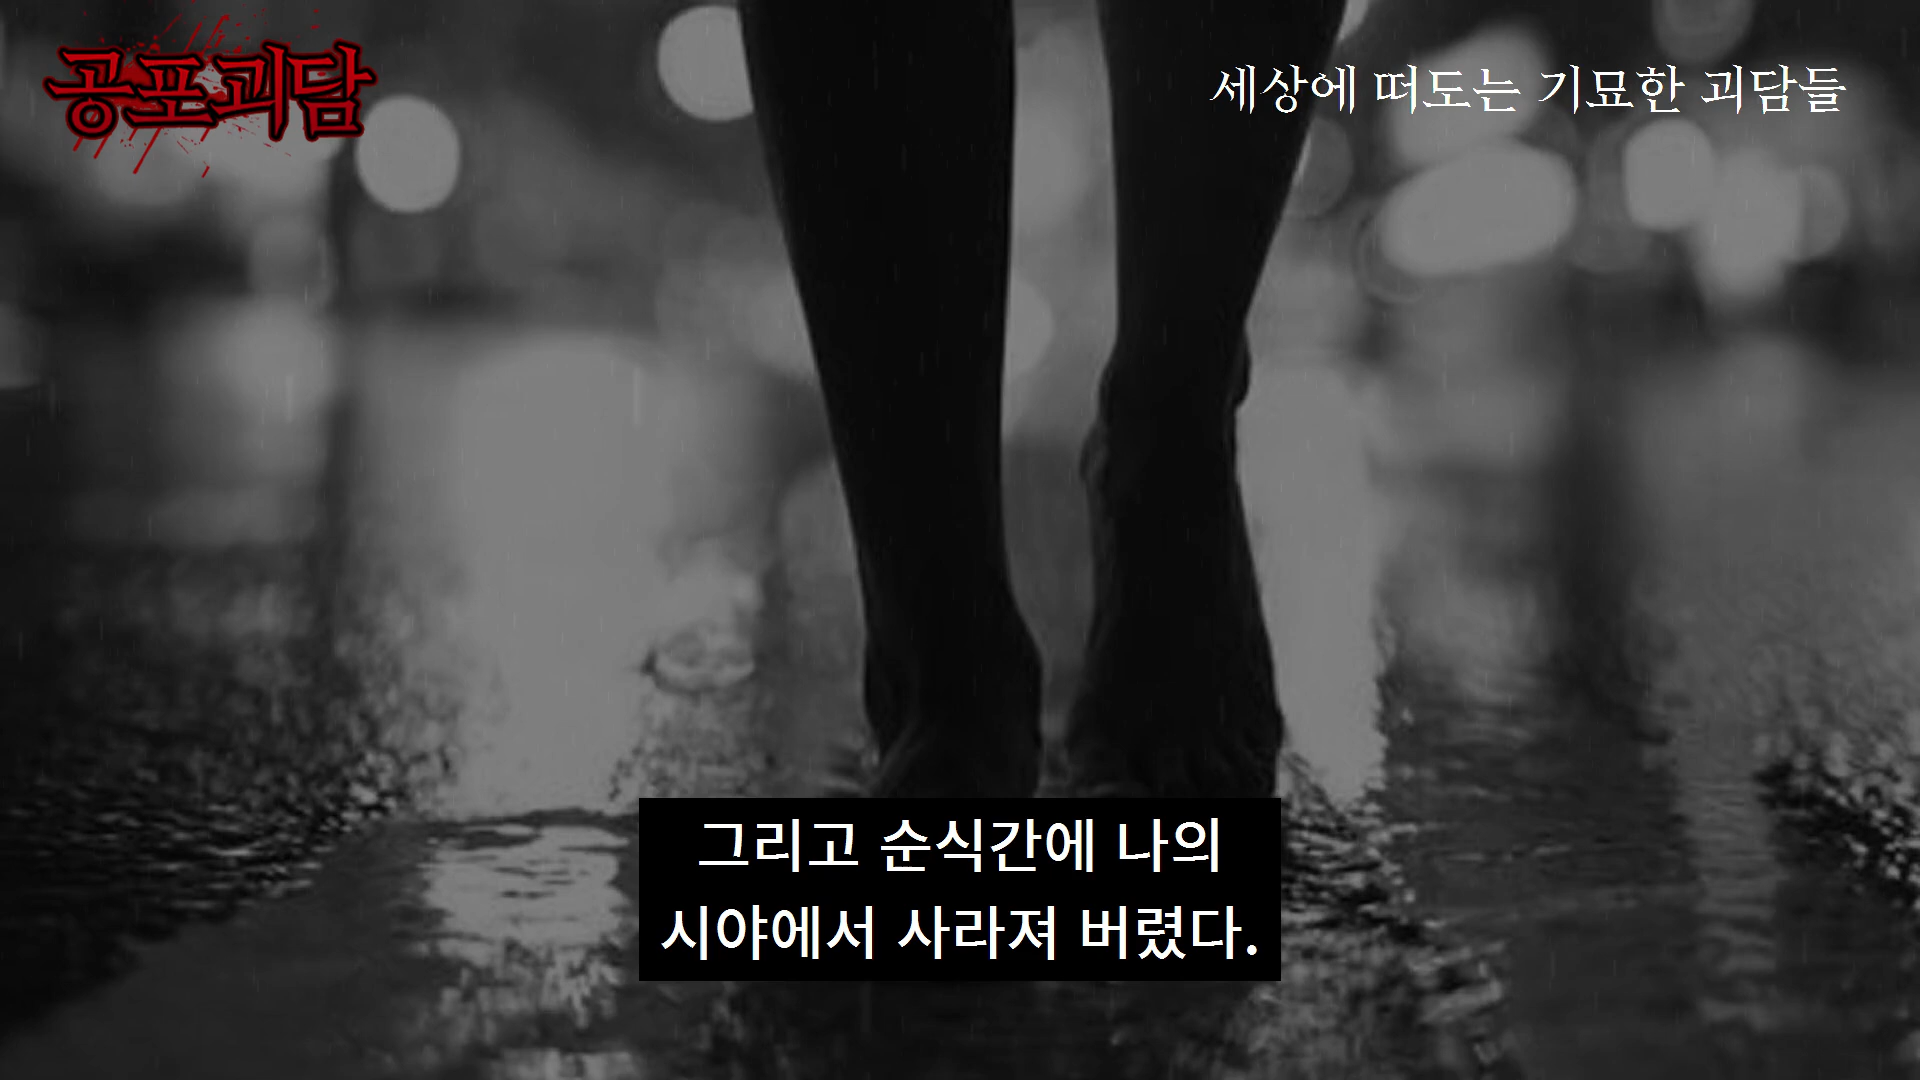 공포괴담
세상에 떠도는 기묘한 괴담들
그리고 순식간에 나의
시야에서 사라져 버렸다.